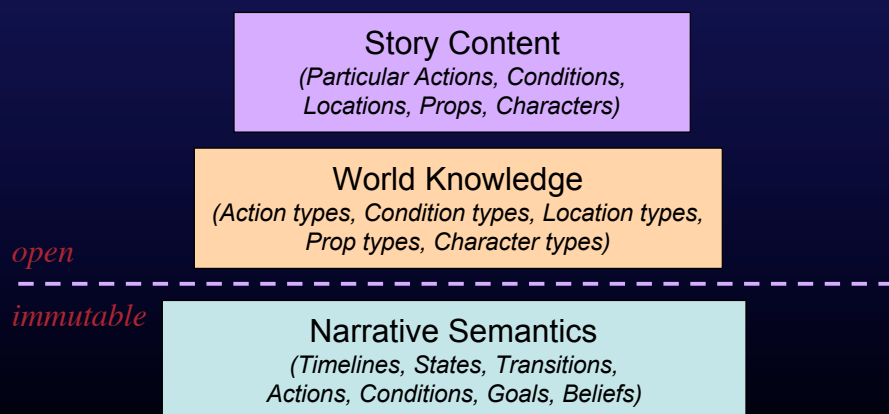 Story Content
(Particular Actions, Conditions,
Locations, Props, Characters)
World Knowledge
(Action types, Condition types, Location types,
Prop types, Character types)
open
immutable
Narrative Semantics
(Timelines, States, Transitions,
Actions, Conditions, Goals, Beliefs)